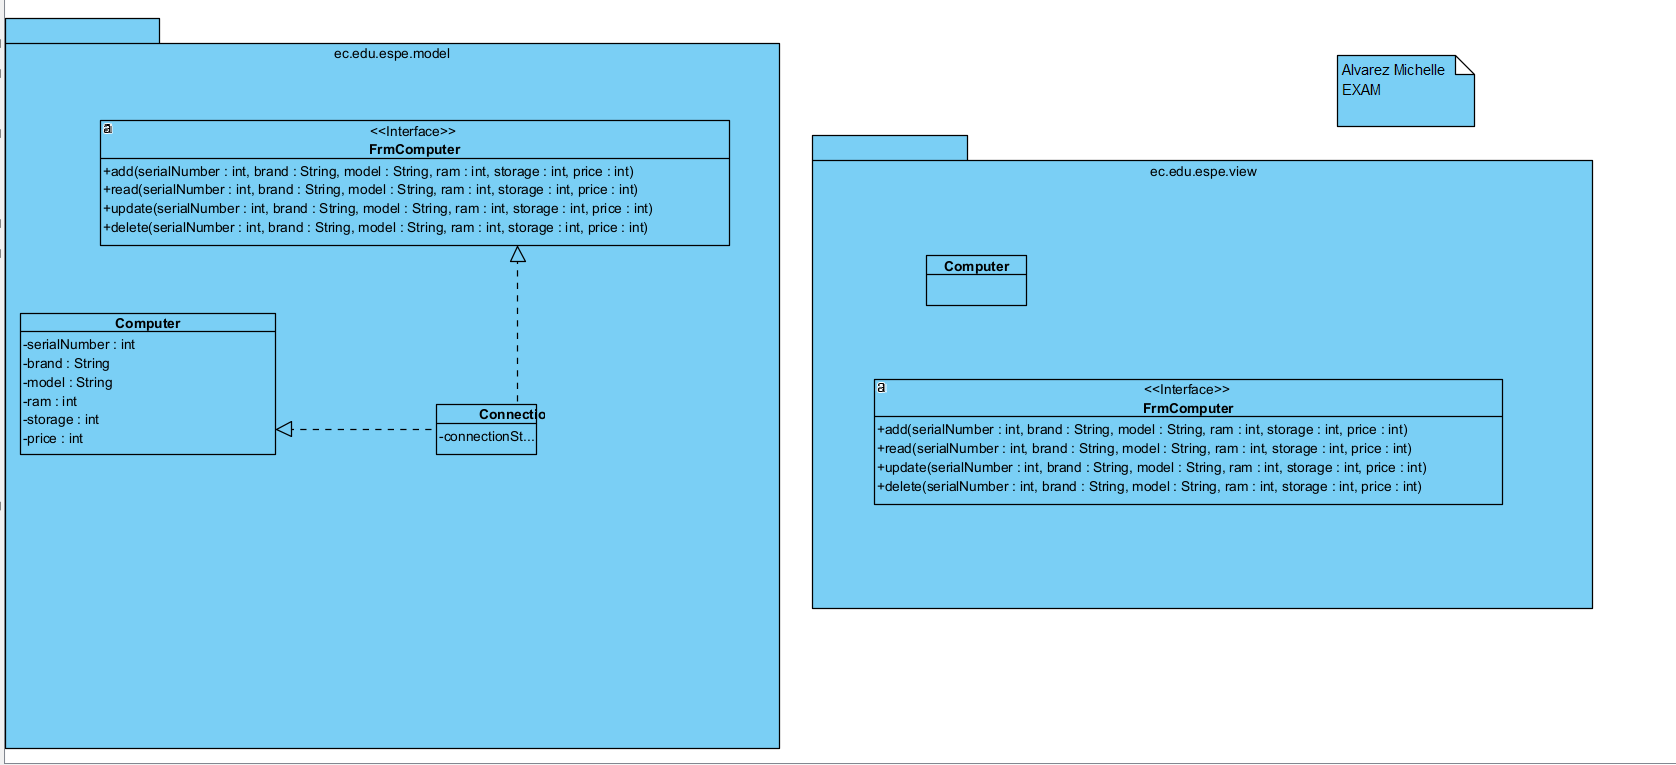 ec.edu.espe.model
a
<<Interface>>
FrmComputer
+add(serialNumber : int, brand : String, model : String, ram : int, storage : int, price : int)
+read(serialNumber : int, brand : String, model : String, ram : int, storage : int, price : int)
+update(serialNumber : int, brand : String, model : String, ram : int, storage : int, price : int)
+delete(serialNumber : int, brand : String, model : String, ram : int, storage : int, price : int)
Computer
-serialNumber : int
-brand : String
-model : String
-ram : int
-storage : int
-price : int
Connectio
-connectionSt...
Alvarez Michelle
EXAM
ec.edu.espe.view
Computer
a
<<Interface>>
FrmComputer
+add(serialNumber : int, brand : String, model : String, ram : int, storage : int, price : int)
+read(serialNumber : int, brand : String, model : String, ram : int, storage : int, price : int)
+update(serialNumber : int, brand : String, model : String, ram : int, storage : int, price : int)
+delete(serialNumber : int, brand : String, model : String, ram : int, storage : int, price : int)